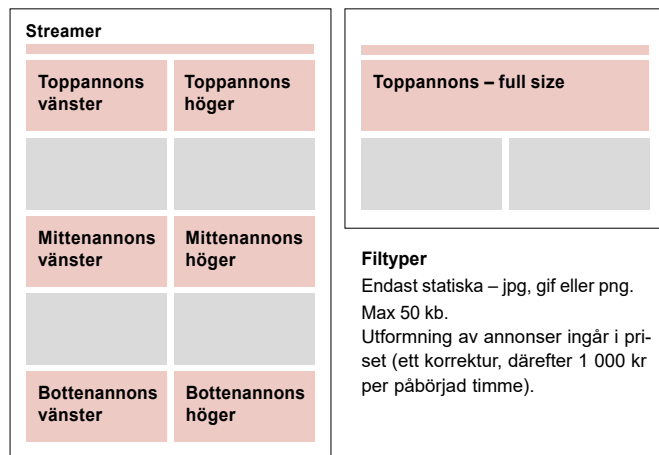 Streamer
Toppannons
vänster
Toppannons
höger
Mittenannons
vänster
Mittenannons
höger
Bottenannons
vänster
Bottenannons
höger
Toppannons – full size
Filtyper
Endast statiska – jpg, gif eller png.
Max 50 kb.
Utformning av annonser ingår i pri-
set (ett korrektur, därefter 1 000 kr
per påbörjad timme).